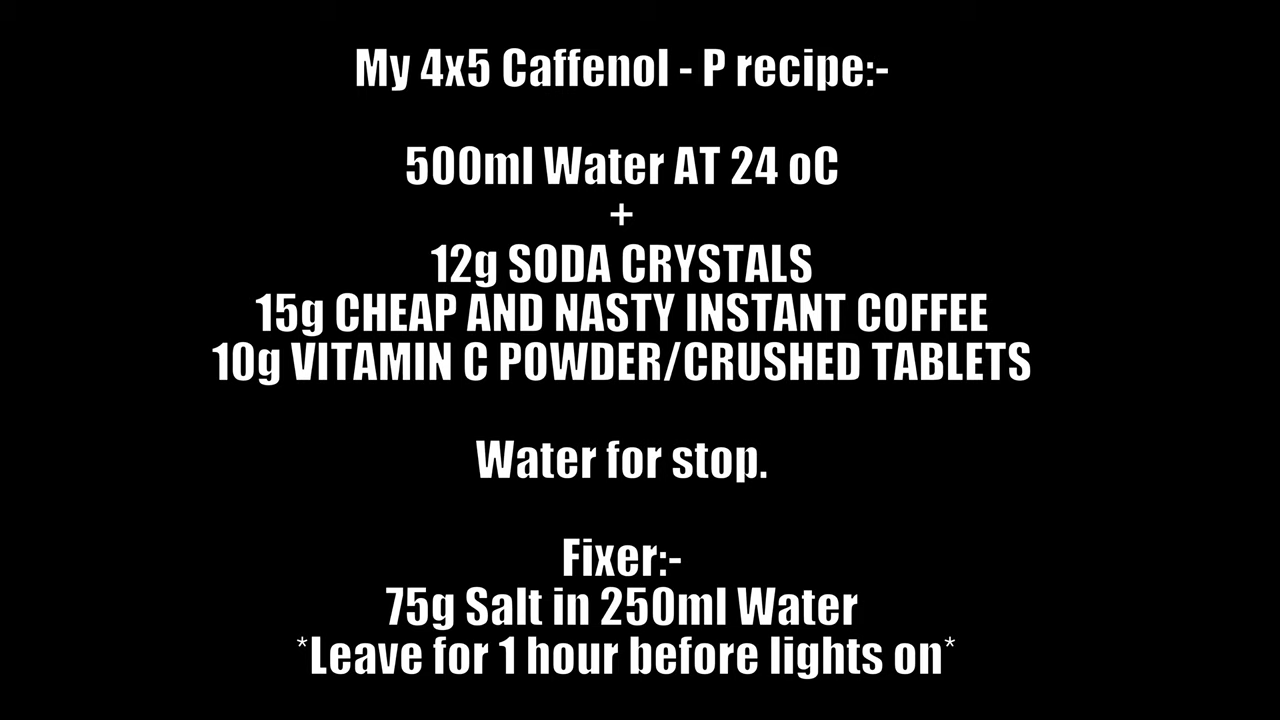 My 4x5 Caffenol - P recipe:-
500ml Water AT 24 oC
+
12g SODA CRYSTALS
15g CHEAP AND NASTY INSTANT COFFEE
10g VITAMIN C POWDER/CRUSHED TABLETS
Water for stop.
Fixer:-
75g Salt in 250ml Water
*Leave for 1 hour before lights on*